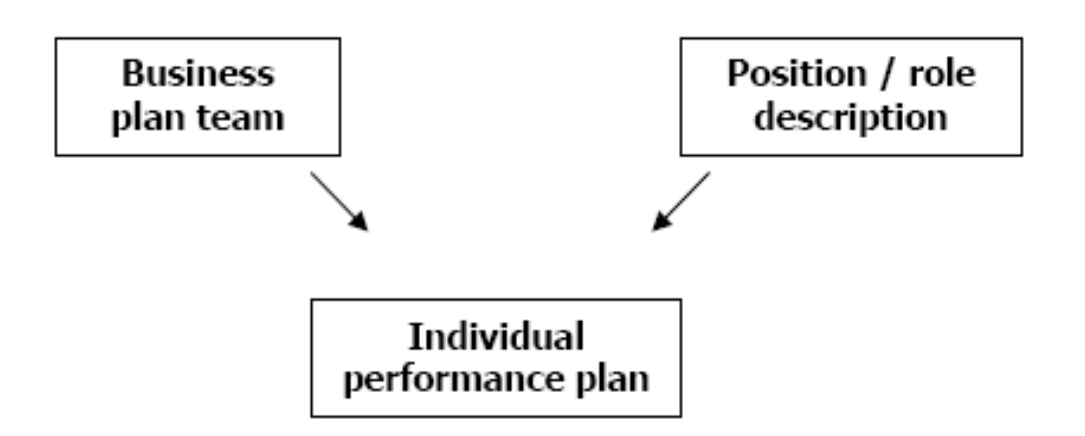 Business
plan team
Position / role
description
Individual
performance plan